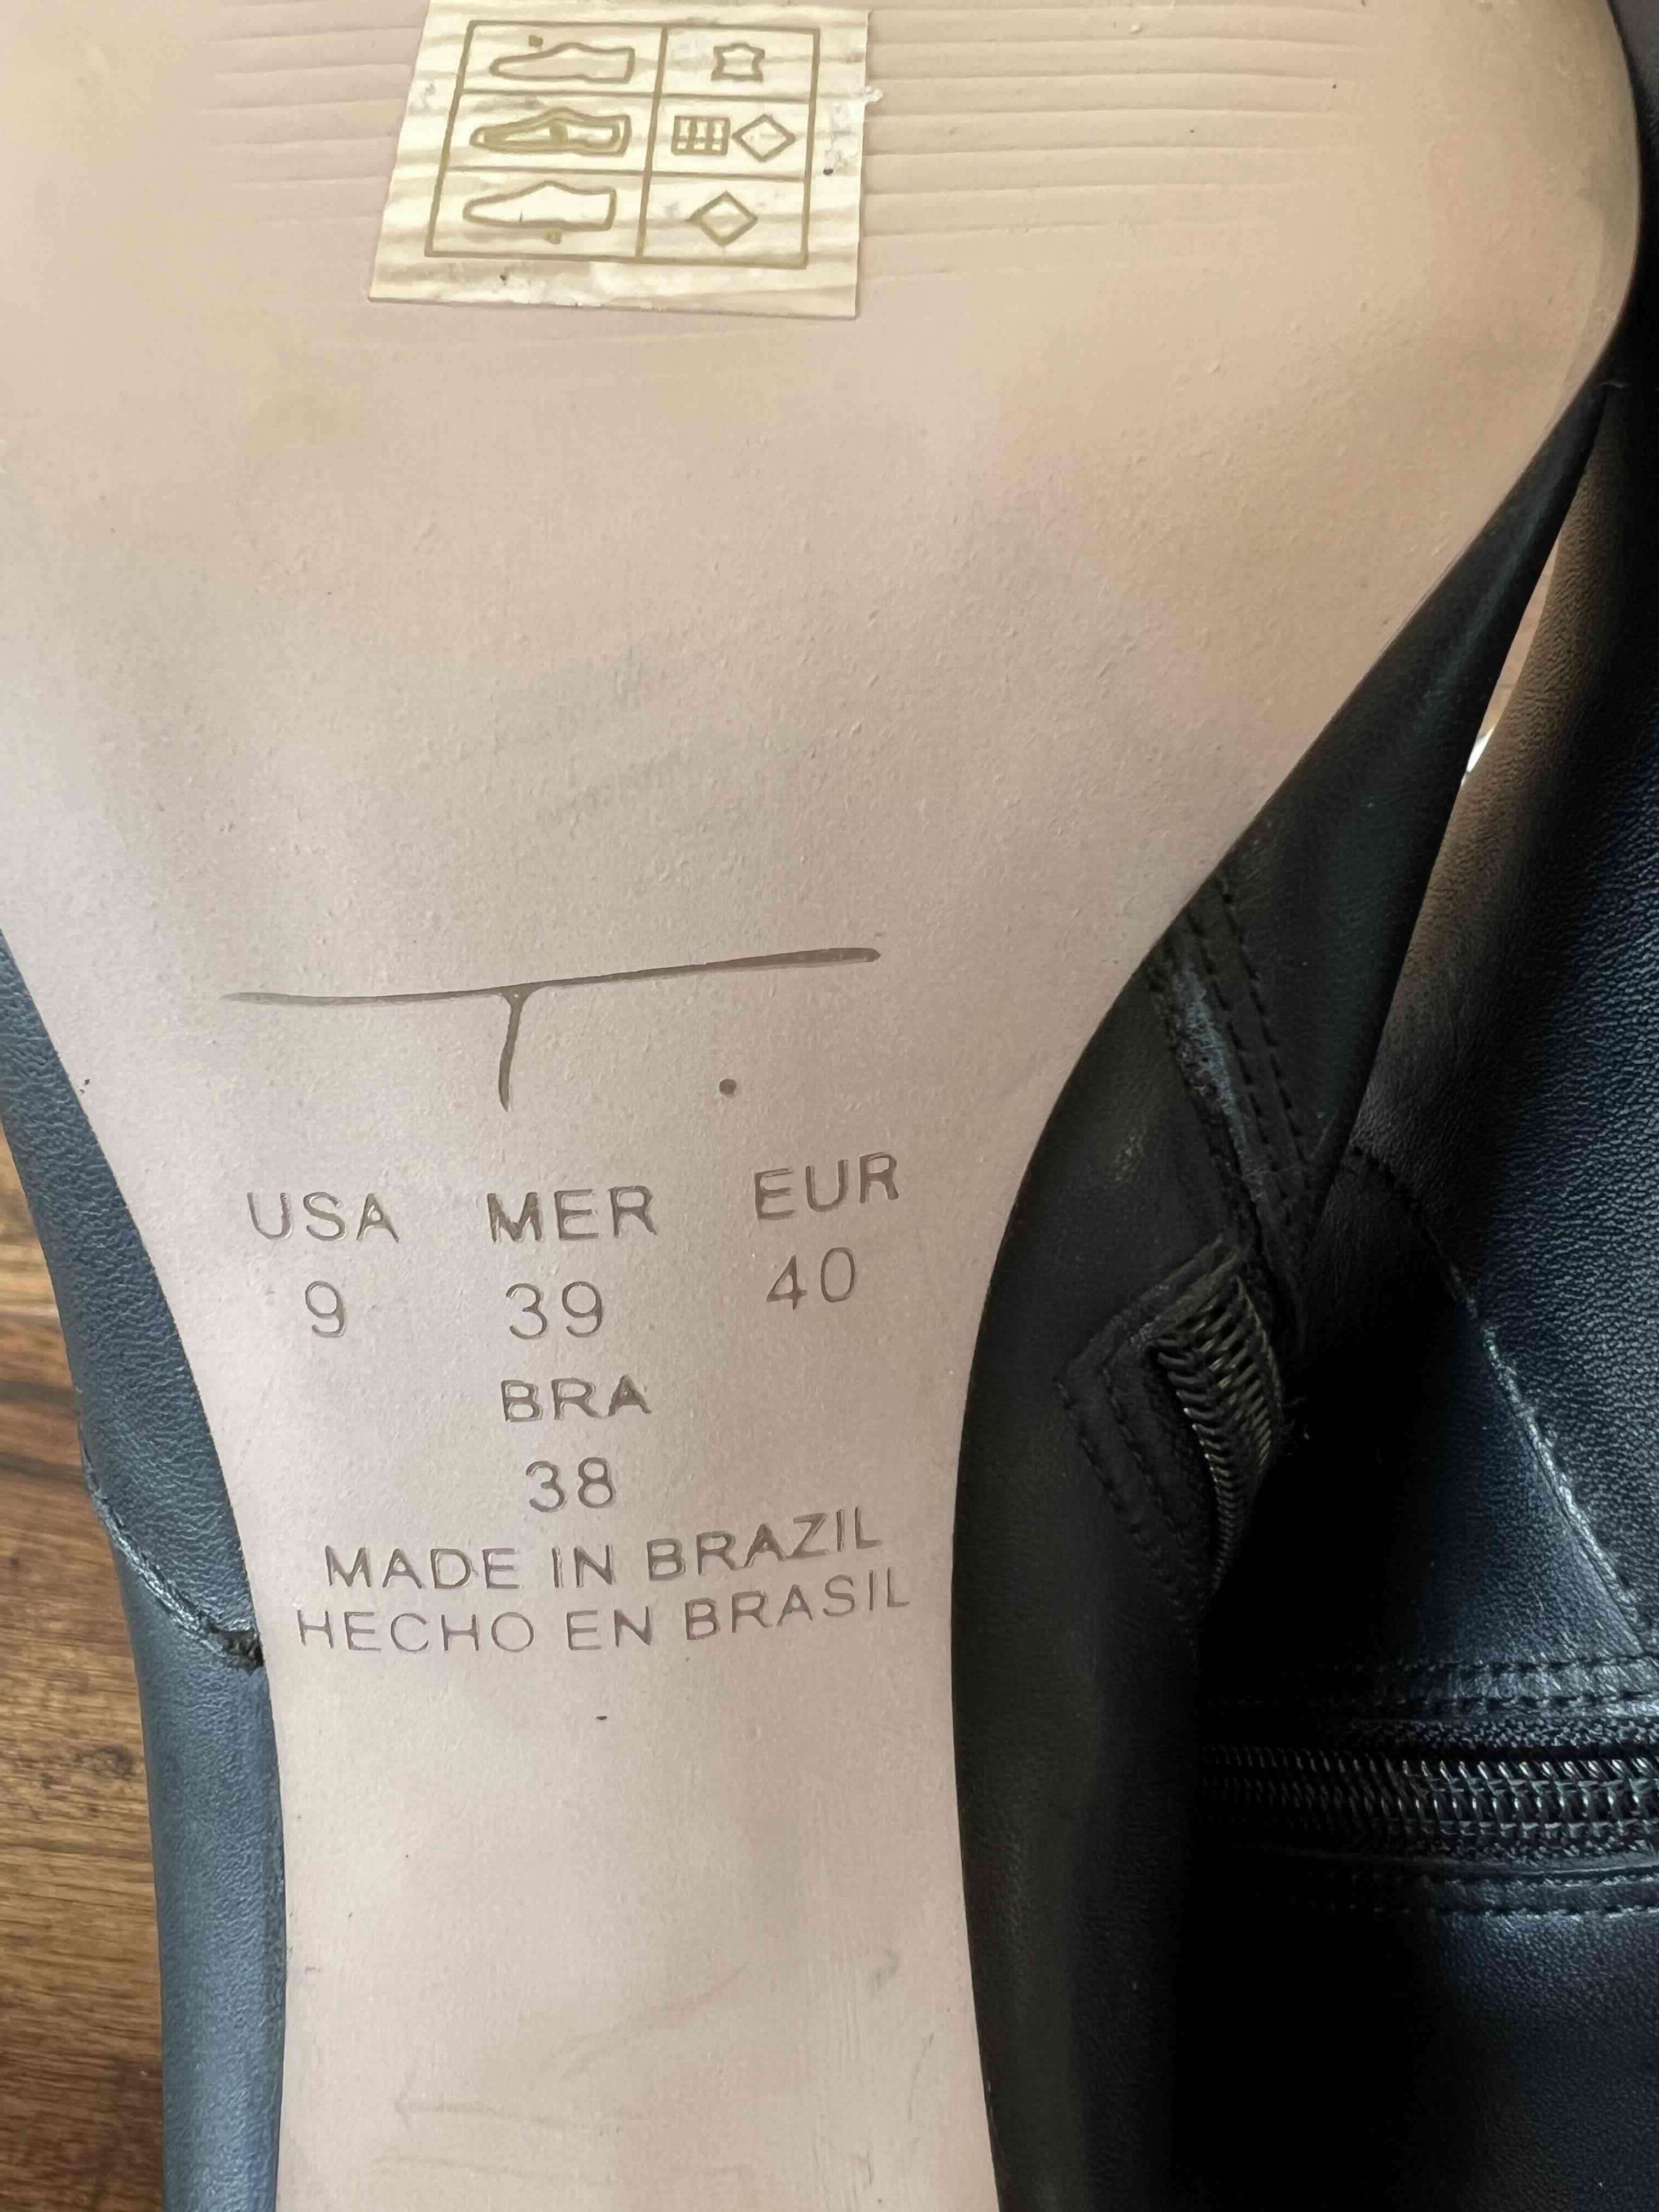 USA MER EUR
9 39 40
BRA
38
MADE IN BRAZIL
HECHO EN BRASIL